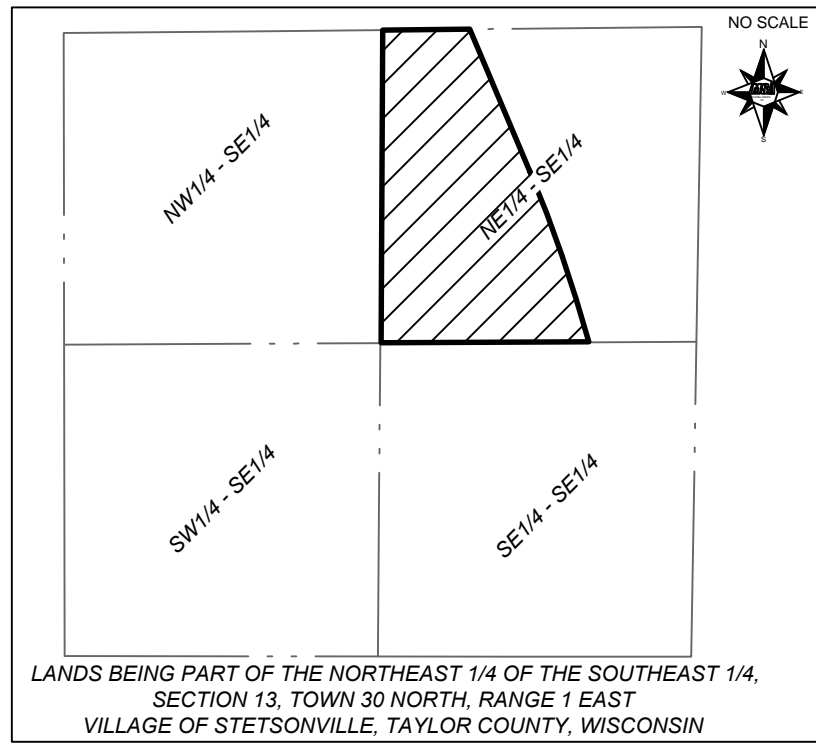 NO SCALE
N
W
E
S
NW1/4 - SE1/4
NE1/4 - SE1/4
SW1/4 - SE1/4
SE1/4 - SE1/4
LANDS BEING PART OF THE NORTHEAST 1/4 OF THE SOUTHEAST 1/4,
SECTION 13, TOWN 30 NORTH, RANGE 1 EAST
VILLAGE OF STETSONVILLE, TAYLOR COUNTY, WISCONSIN